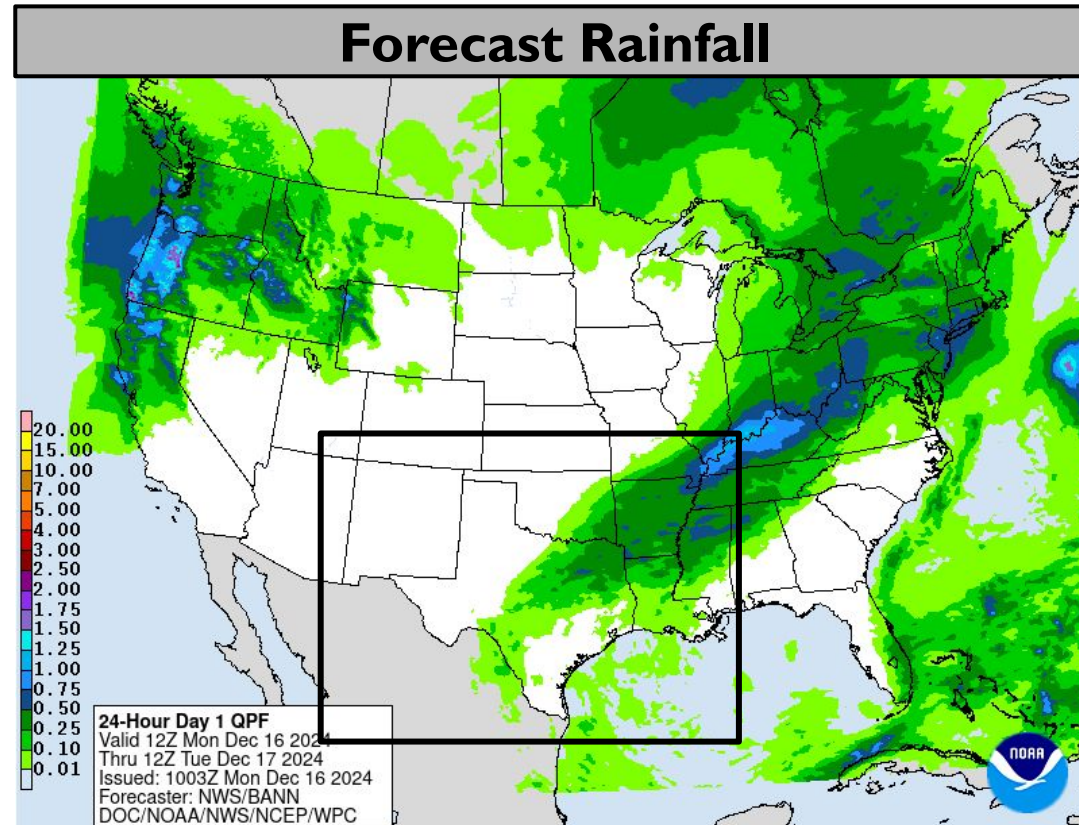 Forecast Rainfall
20.00
15.00
10.00
7.00
5.00
4.00
3.00
2.50
2.00
1.75
1.50
1.25
1.00
0.75
0.50
0.25
0.10
0.01
24-Hour Day 1 QPF
Valid 12Z Mon Dec 16 2024
Thru 12Z Tue Dec 17 2024
Issued: 1003Z Mon Dec 16 2024
Forecaster: NWS/BANN
DOC/NOAA/NWS/NCEP/WPC
NOAA